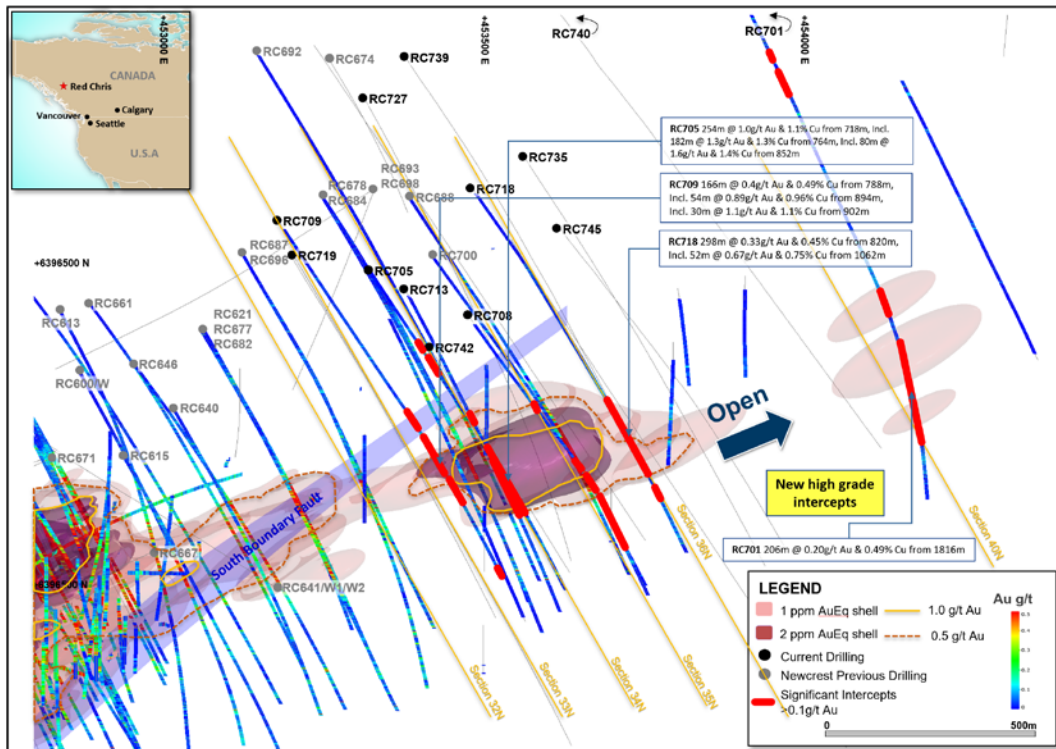 +453000 E
+453500 E
+454000 E
CANADA
Red Chris
Vancouver
Calgary
Seattle
U.S.A
RC692
RC674
RC739
RC740
RC701
RC727
RC705 254m @ 1.0g/t Au & 1.1% Cu from 718m, Incl.
182m @ 1.3g/t Au & 1.3% Cu from 764m, Incl. 80m @
1.6g/t Au & 1.4% Cu from 852m
RC735
RC693
RC698
RC678
RC684
RC688
RC718
RC709 166m @ 0.4g/t Au & 0.49% Cu from 788m,
Incl. 54m @ 0.89g/t Au & 0.96% Cu from 894m,
Incl. 30m @ 1.1g/t Au & 1.1% Cu from 902m
RC709
RC745
RC718 298m @ 0.33g/t Au & 0.45% Cu from 820m,
Incl. 52m @ 0.67g/t Au & 0.75% Cu from 1062m
RC687
RC696
RC719
RC700
+6396500 N
RC705
RC713
RC661
RC613
RC621
RC677
RC682
RC708
RC742
RC646
RC600/W
RC640
Open
RC615
RC671
New high grade
intercepts
South Boundary Fault
Section 36N
Section 40N
RC667
RC701 206m @ 0.20g/t Au & 0.49% Cu from 1816m
RC641/W1/W2
Section 32N
Section 33N
Section 34N
Section 35N
LEGEND
Au g/t
1 ppm AuEq shell
1.0 g/t Au
2 ppm AuEq shell
0.5 g/t Au
Current Drilling
Newcrest Previous Drilling
Significant Intercepts
>0.1g/t Au
0
500m